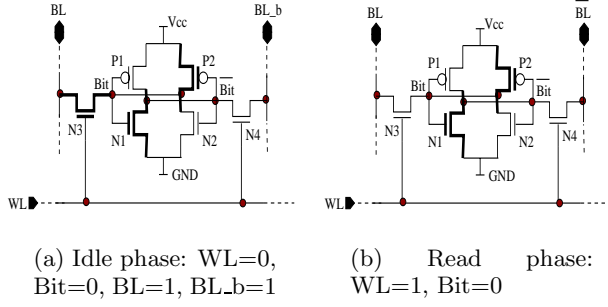 BL
BL_b
BL
BL
Vcc
Vcc
P1
P2
P1
P2
Bit
Bit
Bit
Bit
N3
N1
N2
N4
N3
N1
N2
N4
GND
GND
WL
WL
(a) Idle phase: WL=0,
Bit=0, BL=1, BL_b=1
(b) Read phase:
WL=1, Bit=0